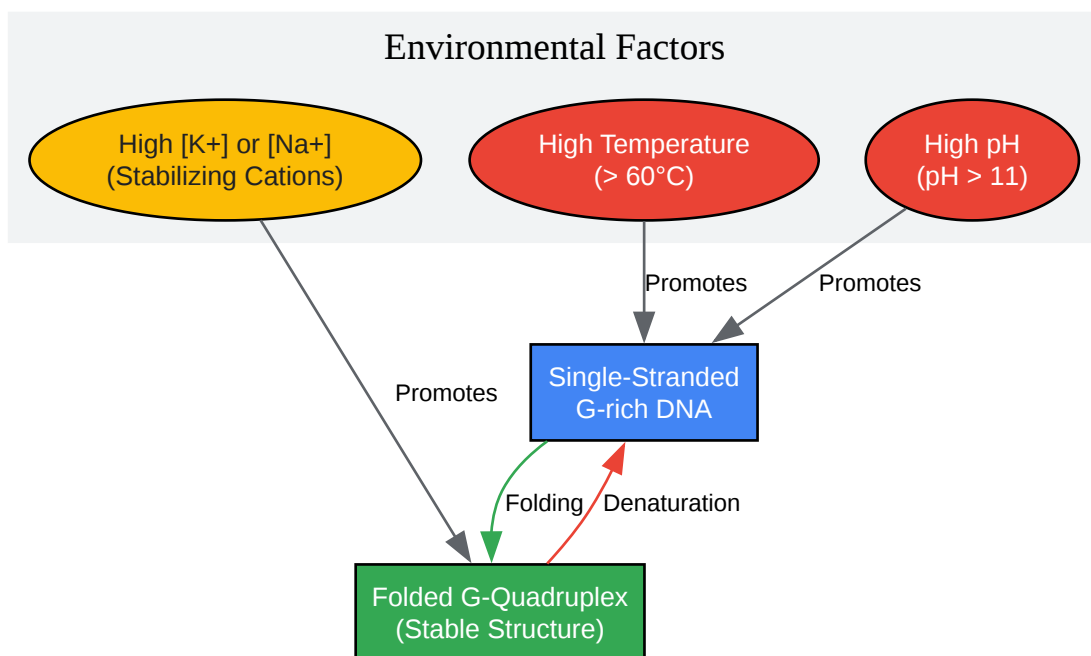 Environmental Factors
High [K+] or [Na+]
(Stabilizing Cations)
High Temperature
(> 60°C)
High pH
(pH > 11)
Promotes
Promotes
Promotes
Single-Stranded
G-rich DNA
Folding
Denaturation
Folded G-Quadruplex
(Stable Structure)